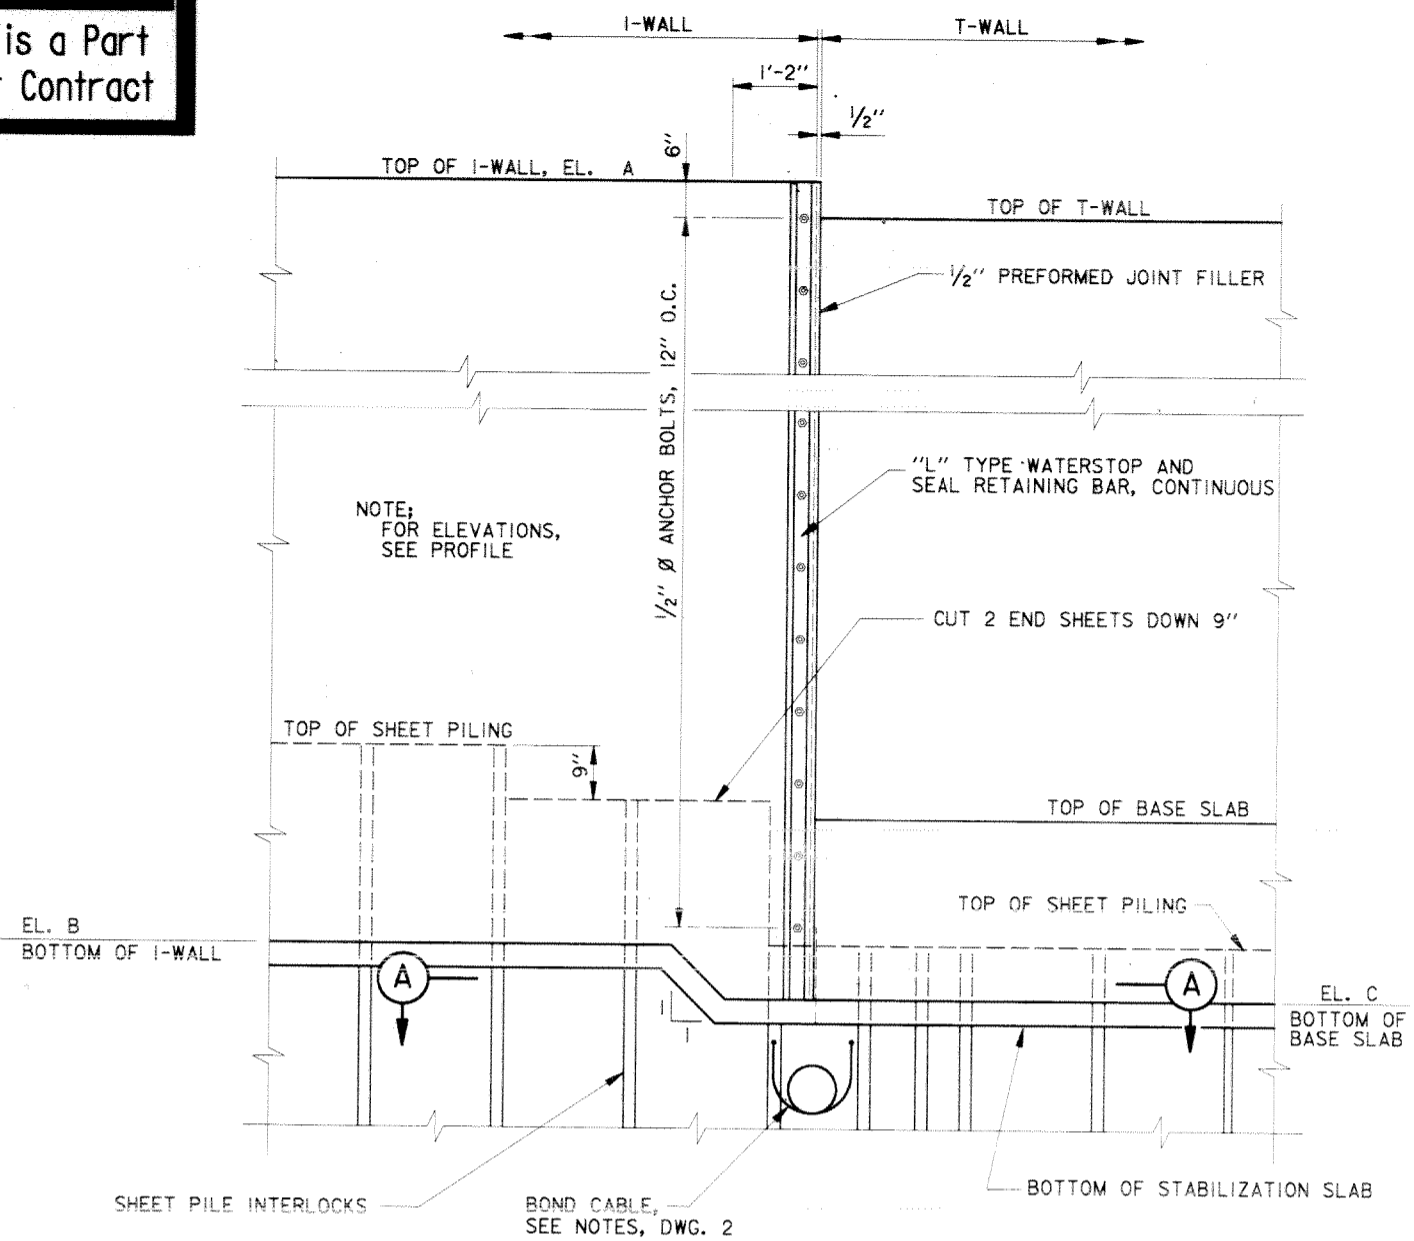 is a Part
Contract
I-WALL
T-WALL
1'-2"
1/2"
6"
TOP OF I-WALL, EL. A
TOP OF T-WALL
1/2" PREFORMED JOINT FILLER
1/2" Ø ANCHOR BOLTS, 12" O.C.
"L" TYPE WATERSTOP AND
SEAL RETAINING BAR, CONTINUOUS
NOTE;
FOR ELEVATIONS,
SEE PROFILE
CUT 2 END SHEETS DOWN 9"
TOP OF SHEET PILING
9"
TOP OF BASE SLAB
TOP OF SHEET PILING
EL. B
BOTTOM OF I-WALL
A
A
1
1
EL. C
BOTTOM OF
BASE SLAB
SHEET PILE INTERLOCKS
BOND CABLE,
SEE NOTES, DWG. 2
BOTTOM OF STABILIZATION SLAB